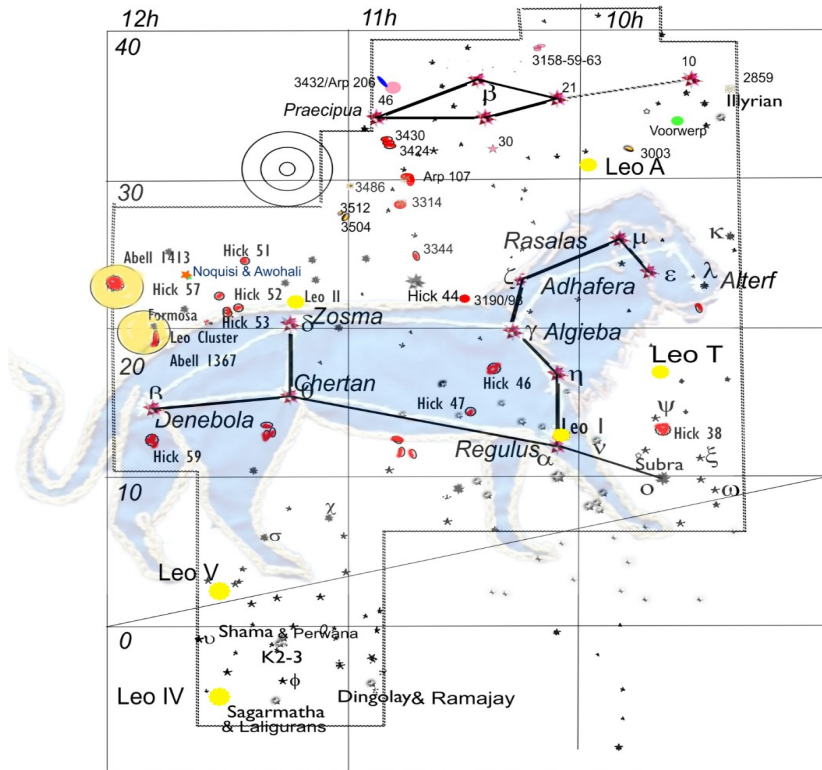 12h
11h
10h
40
3158-59-63
3432/Arp 206
46
β
21
10
2859
Illyrian
Praecipua
3430
3424
30
Voorwerp
3003
Leo A
30
3486
Arp 107
3512
3504
3314
3344
Rasalas
μ
κ
Abell 1413
Hick 51
Noquisi & Awohali
ζ
Adhafera
ε
λ
Alterf
Hick 57
Hick 52
Leo II
Hick 44
3190/93
Formosa
Hick 53
δ
Zosma
γ
Algieba
Leo Cluster
20
Abell 1367
Hick 46
η
Leo T
β
Chertan
θ
Denebola
Hick 47
Leo I
ψ
Hick 38
Hick 59
Regulus
α
ν
Subra
ξ
10
ο
ω
χ
σ
Leo V
0
Shama & Perwana
υ
K2-3
φ
Leo IV
Dingolay & Ramajay
Sagarmatha
& Laligurans